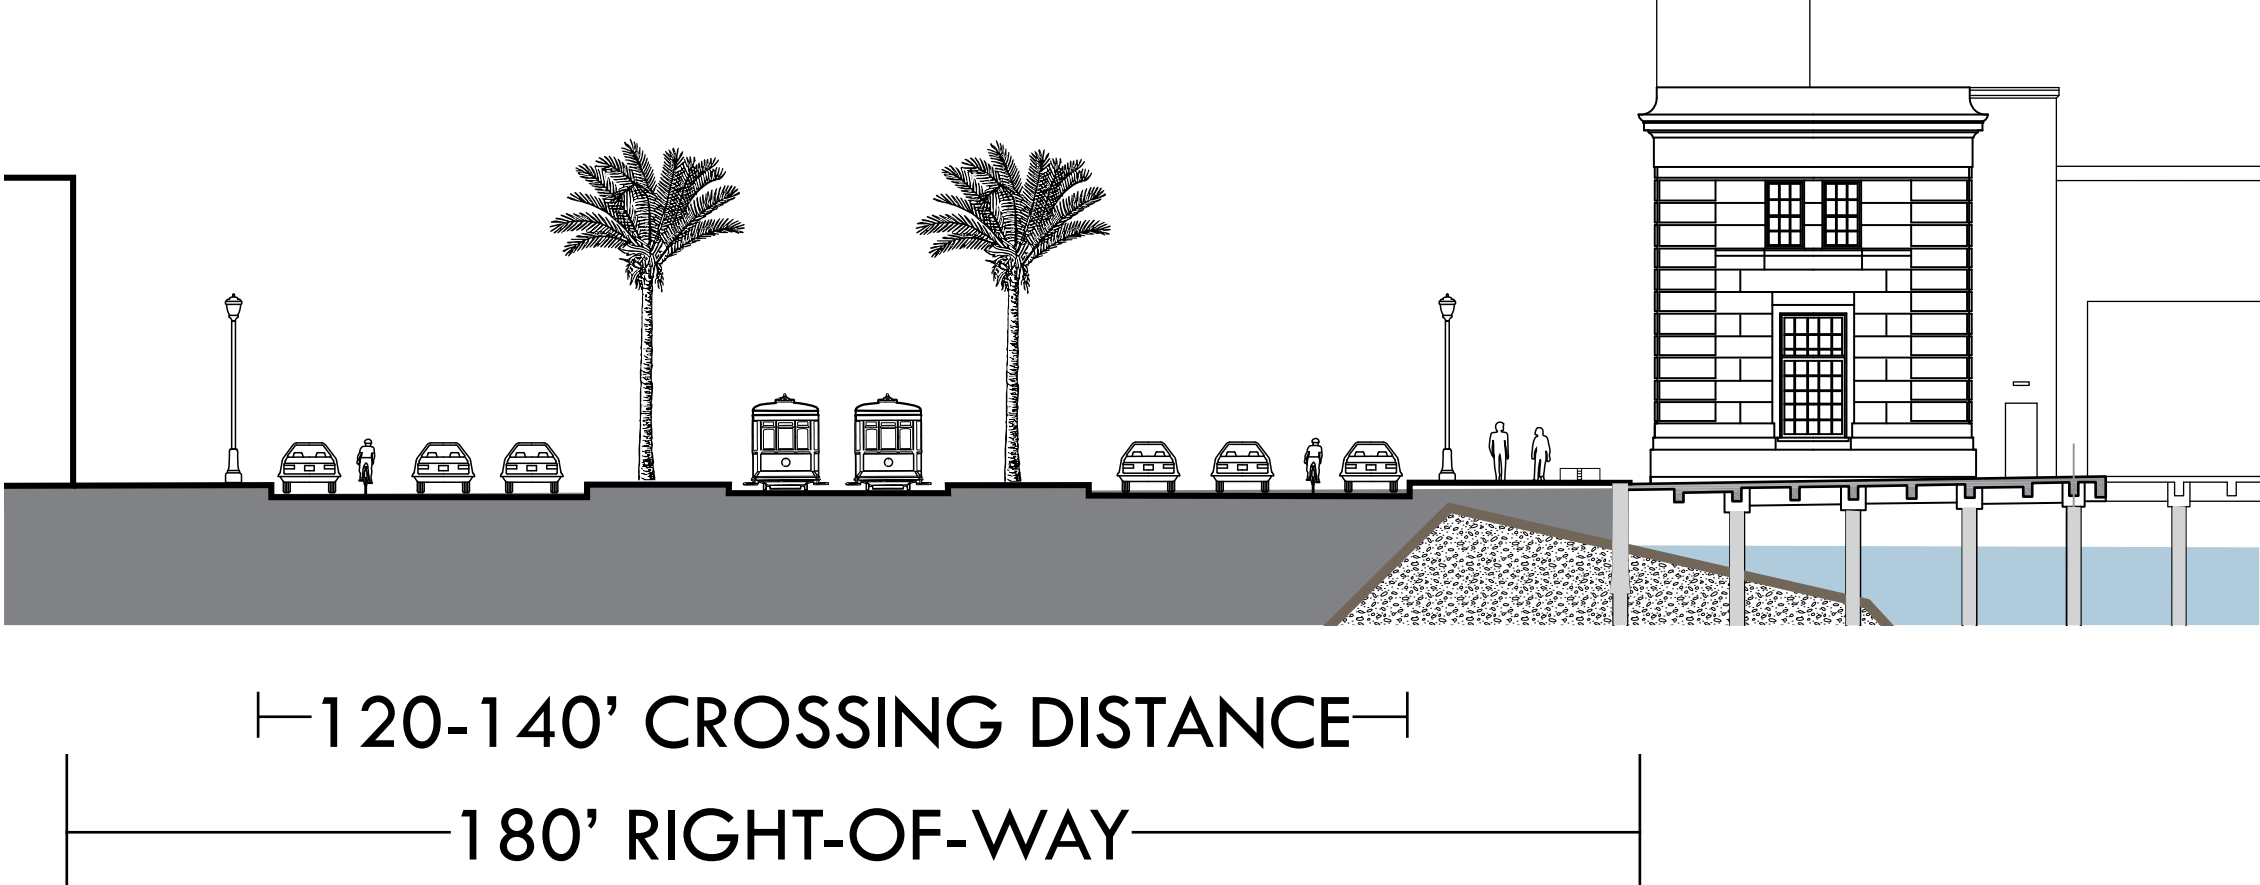 120-140’ CROSSING DISTANCE
180’ RIGHT-OF-WAY